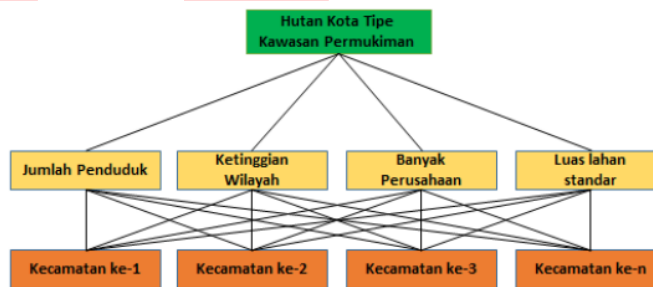 Hutan Kota Tipe
Kawasan Permukiman
Jumlah Penduduk
Ketinggian
Wilayah
Banyak
Perusahaan
Luas lahan
standar
Kecamatan ke-1
Kecamatan ke-2
Kecamatan ke-3
Kecamatan ke-n